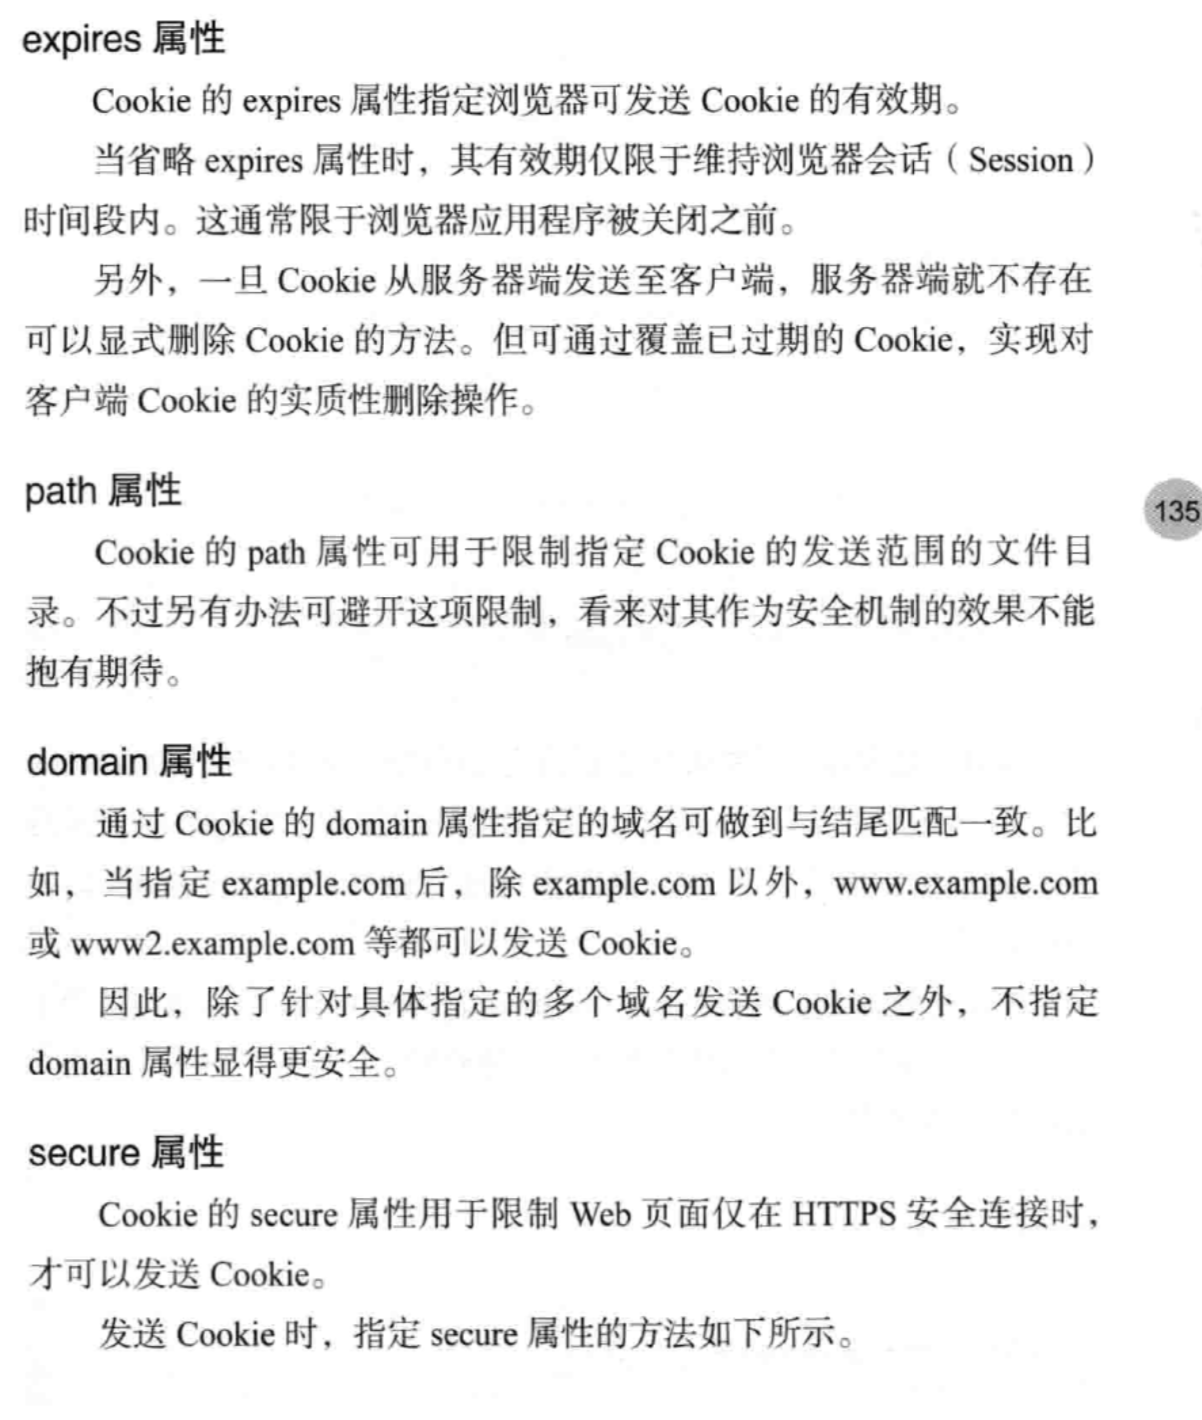 expires 属性
Cookie 的 expires 属性指定浏览器可发送 Cookie 的有效期。
当省略 expires 属性时，其有效期仅限于维持浏览器会话（Session）
时间段内。这通常限于浏览器应用程序被关闭之前。
另外，一旦 Cookie 从服务器端发送至客户端，服务器端就不存在
可以显式删除 Cookie 的方法。但可通过覆盖已过期的 Cookie，实现对
客户端 Cookie 的实质性删除操作。
path 属性
135
Cookie 的 path 属性可用于限制指定 Cookie 的发送范围的文件目
录。不过另有办法可避开这项限制，看来对其作为安全机制的效果不能
抱有期待。
domain 属性
通过 Cookie 的 domain 属性指定的域名可做到与结尾匹配一致。比
如，当指定 example.com 后，除 example.com 以外，www.example.com
或 www2.example.com 等都可以发送 Cookie。
因此，除了针对具体指定的多个域名发送 Cookie 之外，不指定
domain 属性显得更安全。
secure 属性
Cookie 的 secure 属性用于限制 Web 页面仅在 HTTPS 安全连接时，
才可以发送 Cookie。
发送 Cookie 时，指定 secure 属性的方法如下所示。